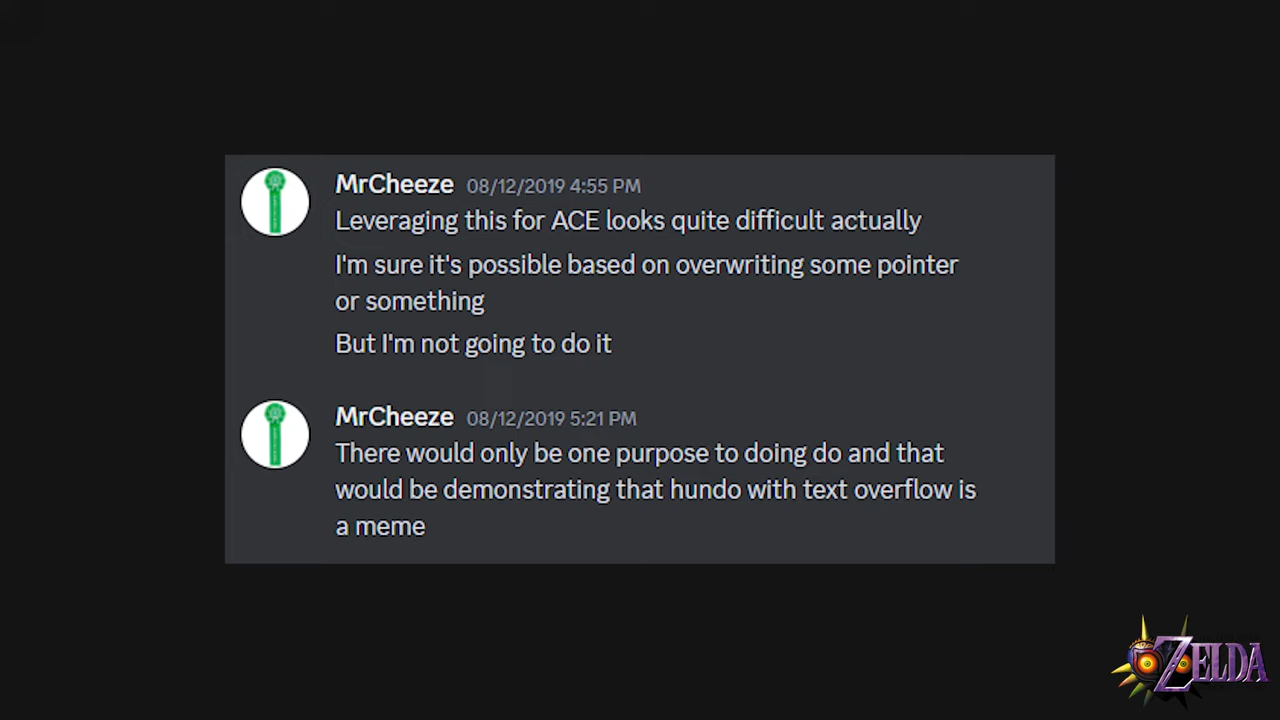 MrCheeze 08/12/2019 4:55 PM
Leveraging this for ACE looks quite difficult actually
I'm sure it's possible based on overwriting some pointer
or something
But I'm not going to do it
MrCheeze 08/12/2019 5:21 PM
There would only be one purpose to doing do and that
would be demonstrating that hundo with text overflow is
a meme
ZELDA